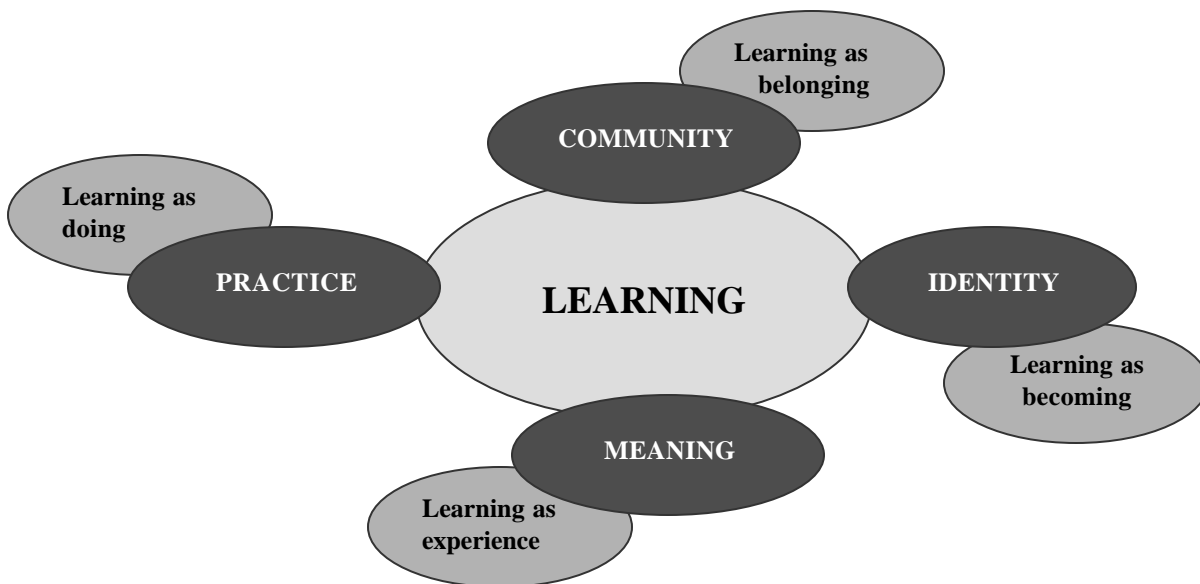 Learning as
belonging
COMMUNITY
Learning as
doing
PRACTICE
LEARNING
IDENTITY
Learning as
becoming
MEANING
Learning as
experience